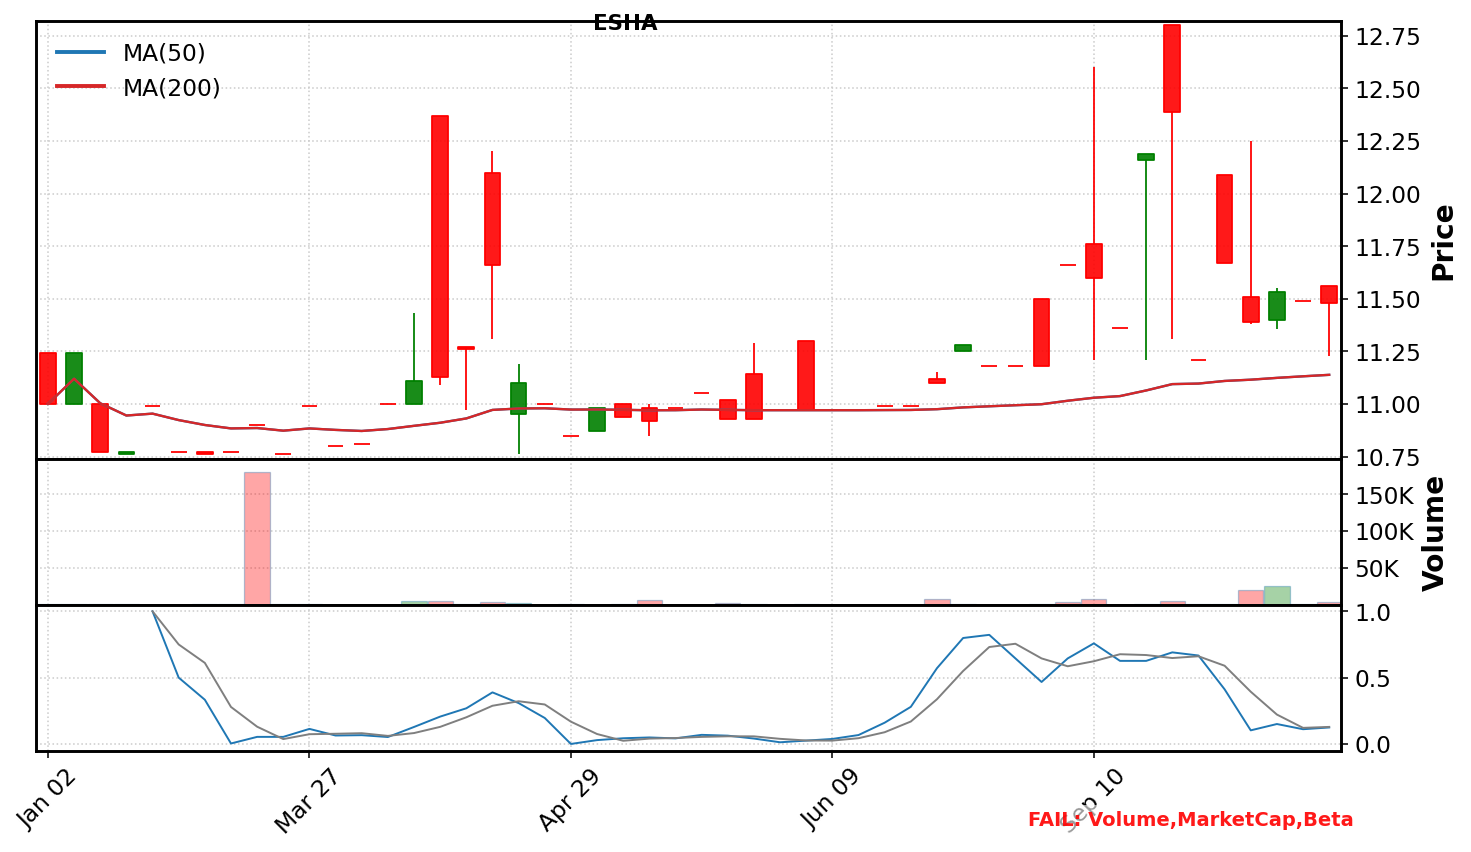 ESHA
MA(50)
MA(200)
12.75
12.50
12.25
12.00
11.75
11.50
11.25
11.00
10.75
Price
150K
100K
50K
Volume
1.0
0.5
0.0
Jan 02
Mar 27
Apr 29
Jun 09
Sep 10
FAIL: Volume,MarketCap,Beta